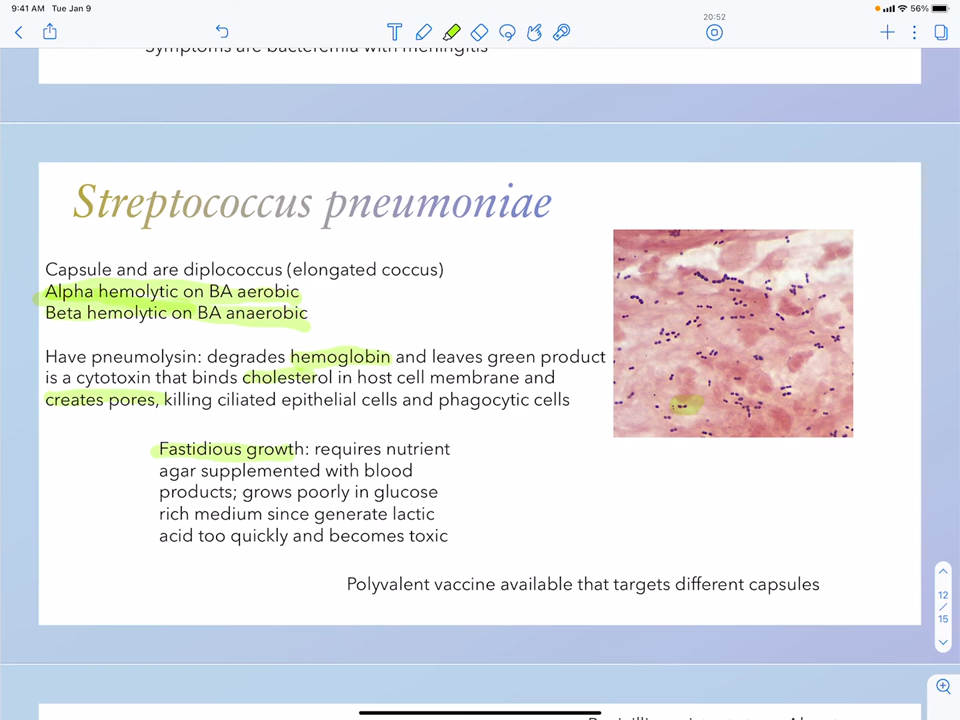 9:41 AM Tue Jan 9
56%
20:52
Symptoms are bacteremia with meningitis
Streptococcus pneumoniae
Capsule and are diplococcus (elongated coccus)
Alpha hemolytic on BA aerobic
Beta hemolytic on BA anaerobic
Have pneumolysin: degrades hemoglobin and leaves green product .
is a cytotoxin that binds cholesterol in host cell membrane and
creates pores, killing ciliated epithelial cells and phagocytic cells
Fastidious growth: requires nutrient
agar supplemented with blood
products; grows poorly in glucose
rich medium since generate lactic
acid too quickly and becomes toxic
Polyvalent vaccine available that targets different capsules
12
/
15